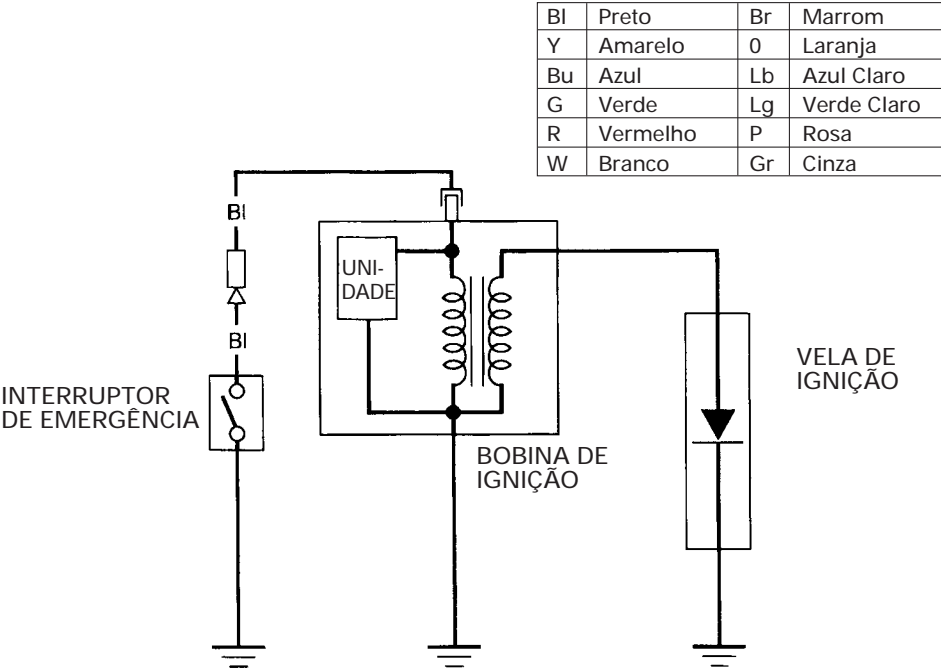 Bl Preto Br Marrom
Y Amarelo 0 Laranja
Bu Azul Lb Azul Claro
G Verde Lg Verde Claro
R Vermelho P Rosa
W Branco Gr Cinza
Bl
UNI-
DADE
Bl
INTERRUPTOR
DE EMERGÊNCIA
BOBINA DE
IGNIÇÃO
VELA DE
IGNIÇÃO